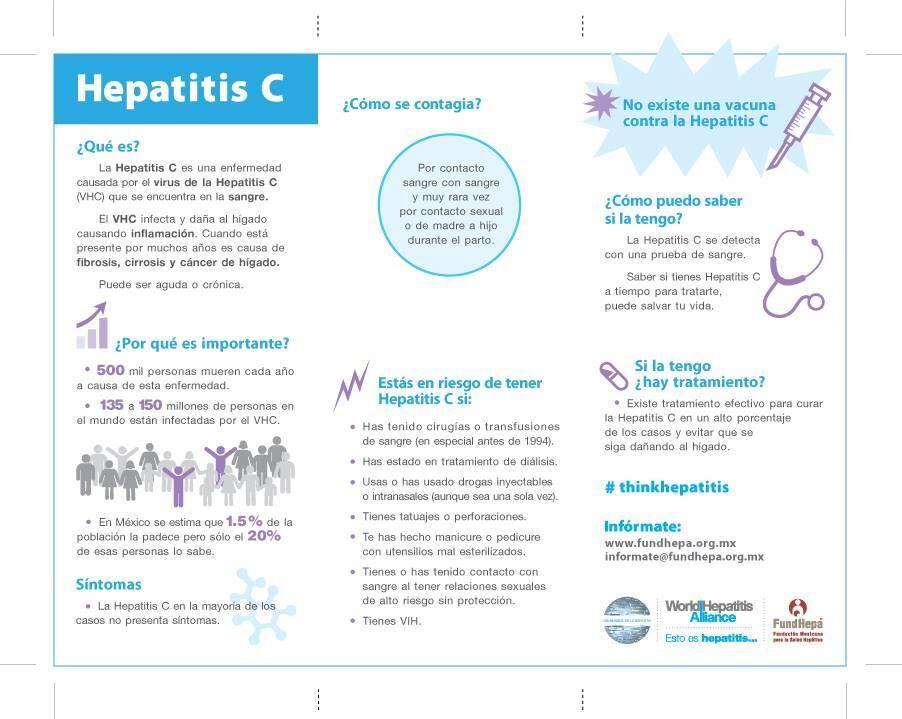 Hepatitis C
¿Qué es?
La Hepatitis C es una enfermedad
causada por el virus de la Hepatitis C
(VHC) que se encuentra en la sangre.
El VHC infecta y daña al hígado
causando inflamación. Cuando está
presente por muchos años es causa de
fibrosis, cirrosis y cáncer de hígado.
Puede ser aguda o crónica.
¿Por qué es importante?
• 500 mil personas mueren cada año
a causa de esta enfermedad.
• 135 a 150 millones de personas en
el mundo están infectadas por el VHC.
• En México se estima que 1.5% de la
población la padece pero sólo el 20%
de esas personas lo sabe.
Síntomas
• La Hepatitis C en la mayoría de los
casos no presenta síntomas.
¿Cómo se contagia?
Por contacto
sangre con sangre
y muy rara vez
por contacto sexual
o de madre a hijo
durante el parto.
Estás en riesgo de tener
Hepatitis C si:
• Has tenido cirugías o transfusiones
de sangre (en especial antes de 1994).
• Has estado en tratamiento de diálisis.
• Usas o has usado drogas inyectables
o intranasales (aunque sea una sola vez).
• Tienes tatuajes o perforaciones.
• Te has hecho manicure o pedicure
con utensilios mal esterilizados.
• Tienes o has tenido contacto con
sangre al tener relaciones sexuales
de alto riesgo sin protección.
• Tienes VIH.
No existe una vacuna
contra la Hepatitis C
¿Cómo puedo saber
si la tengo?
La Hepatitis C se detecta
con una prueba de sangre.
Saber si tienes Hepatitis C
a tiempo para tratarte,
puede salvar tu vida.
Si la tengo
¿hay tratamiento?
• Existe tratamiento efectivo para curar
la Hepatitis C en un alto porcentaje
de los casos y evitar que se
siga dañando al hígado.
# thinkhepatitis
Infórmate:
www.fundhepa.org.mx
informate@fundhepa.org.mx
World Hepatitis
Alliance
Esto es hepatitis
FundHepa
Fundación Mexicana
para la Salud Hepática